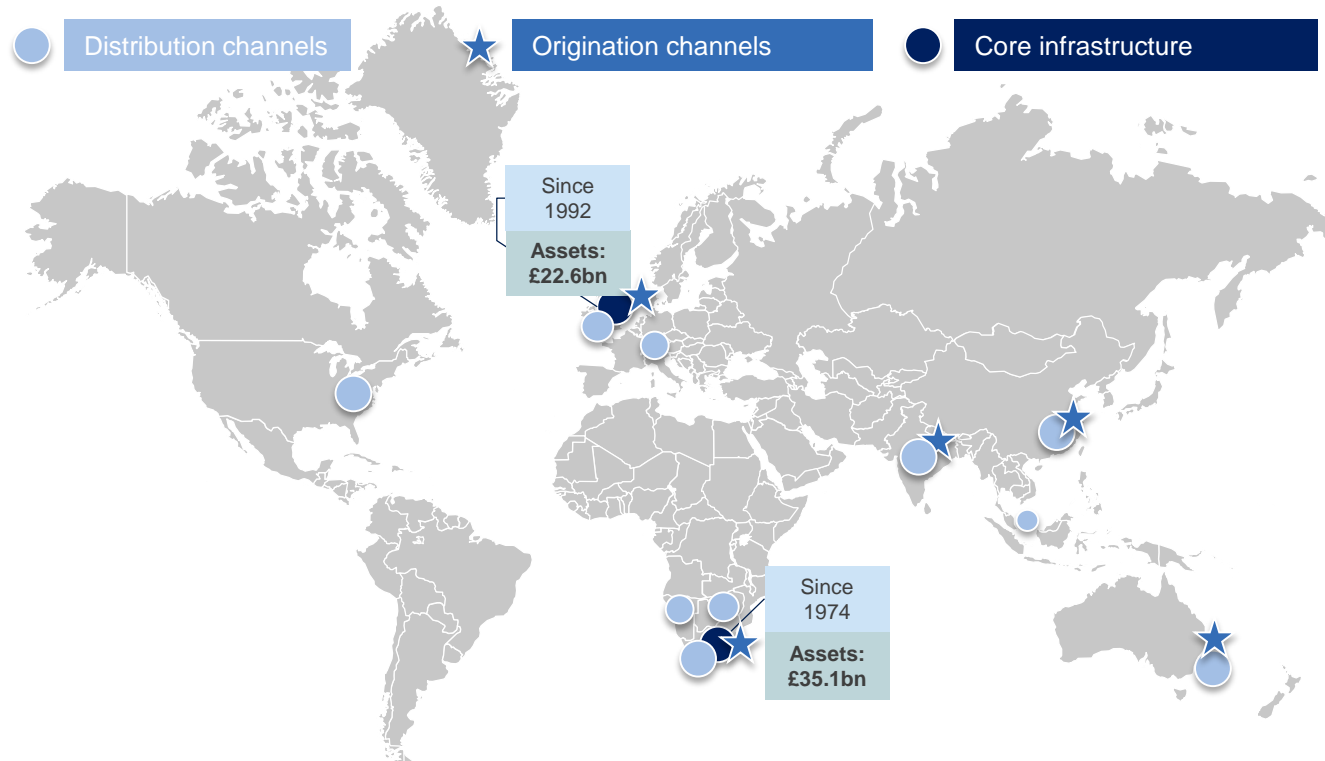 Distribution channels
Origination channels
Core infrastructure
Since
1992
Assets:
£22.6bn
Since
1974
Assets:
£35.1bn